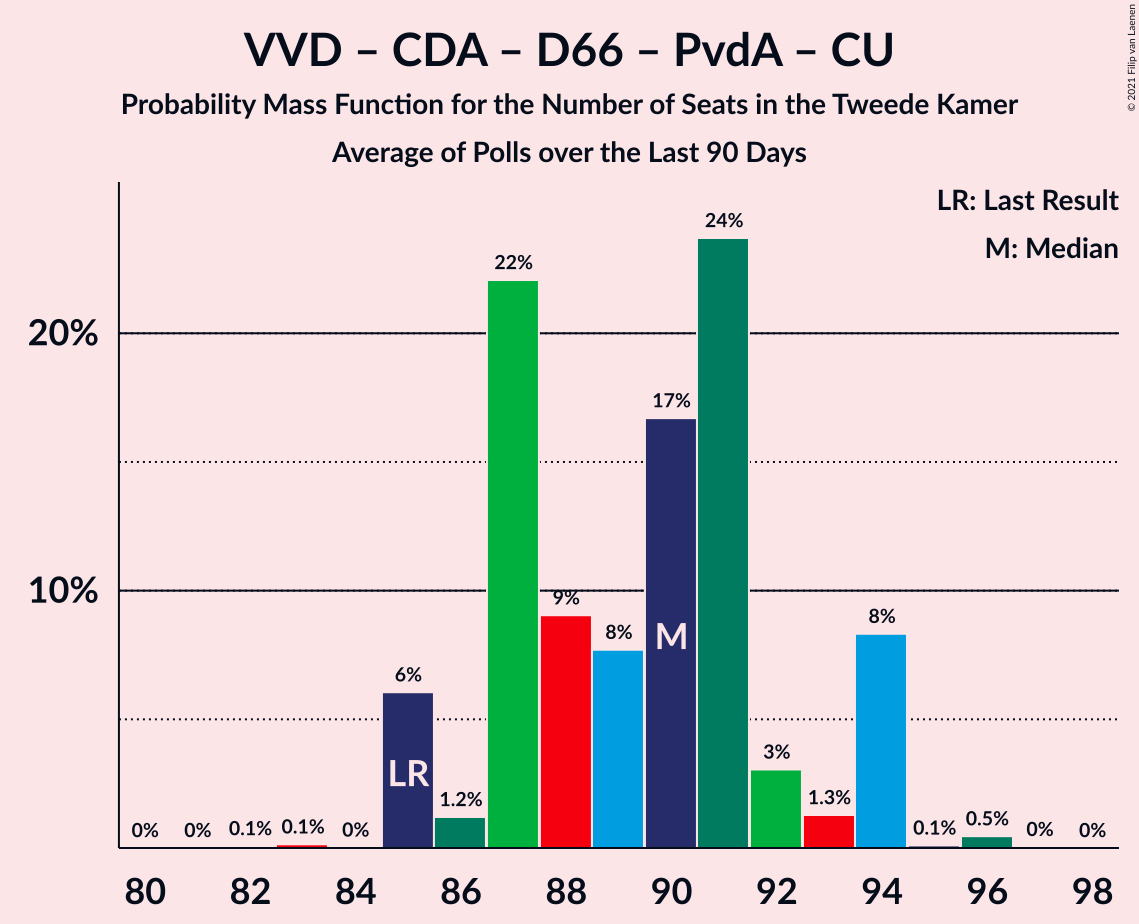 VVD – CDA – D66 – PvdA – CU
Probability Mass Function for the Number of Seats in the Tweede Kamer
Average of Polls over the Last 90 Days
© 2021 Filip van Laenen
LR: Last Result
M: Median
20%
10%
0%
0%
0.1%
0.1%
0%
6%
1.2%
22%
9%
8%
17%
24%
3%
1.3%
8%
0.1%
0.5%
0%
0%
LR
M
80 82 84 86 88 90 92 94 96 98